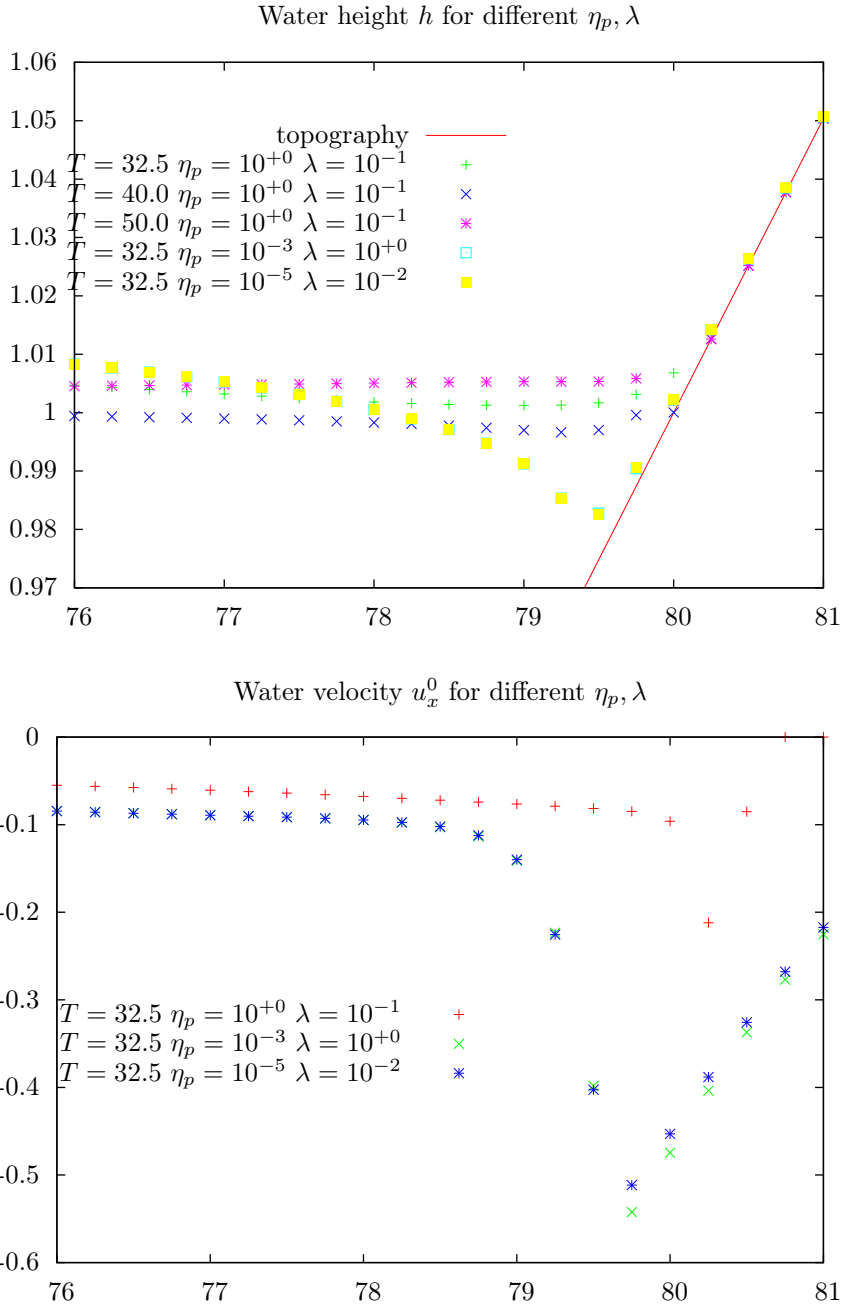 Water height h for different η_p, λ
1.06
1.05
1.04
1.03
1.02
1.01
1
0.99
0.98
0.97
topography
T = 32.5 η_p = 10^{+0} λ = 10^{−1}
T = 40.0 η_p = 10^{+0} λ = 10^{−1}
T = 50.0 η_p = 10^{+0} λ = 10^{−1}
T = 32.5 η_p = 10^{−3} λ = 10^{+0}
T = 32.5 η_p = 10^{−5} λ = 10^{−2}
76 77 78 79 80 81
Water velocity u_x^0 for different η_p, λ
0
-0.1
-0.2
-0.3
-0.4
-0.5
-0.6
T = 32.5 η_p = 10^{+0} λ = 10^{−1}
T = 32.5 η_p = 10^{−3} λ = 10^{+0}
T = 32.5 η_p = 10^{−5} λ = 10^{−2}
76 77 78 79 80 81